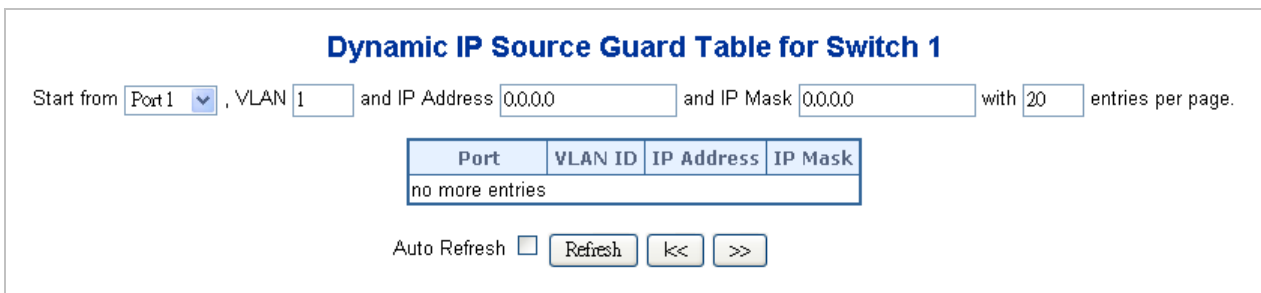 Dynamic IP Source Guard Table for Switch 1
Start from Port 1 , VLAN 1 and IP Address 0.0.0.0 and IP Mask 0.0.0.0 with 20 entries per page.
Port VLAN ID IP Address IP Mask
no more entries
Auto Refresh Refresh |<< >>